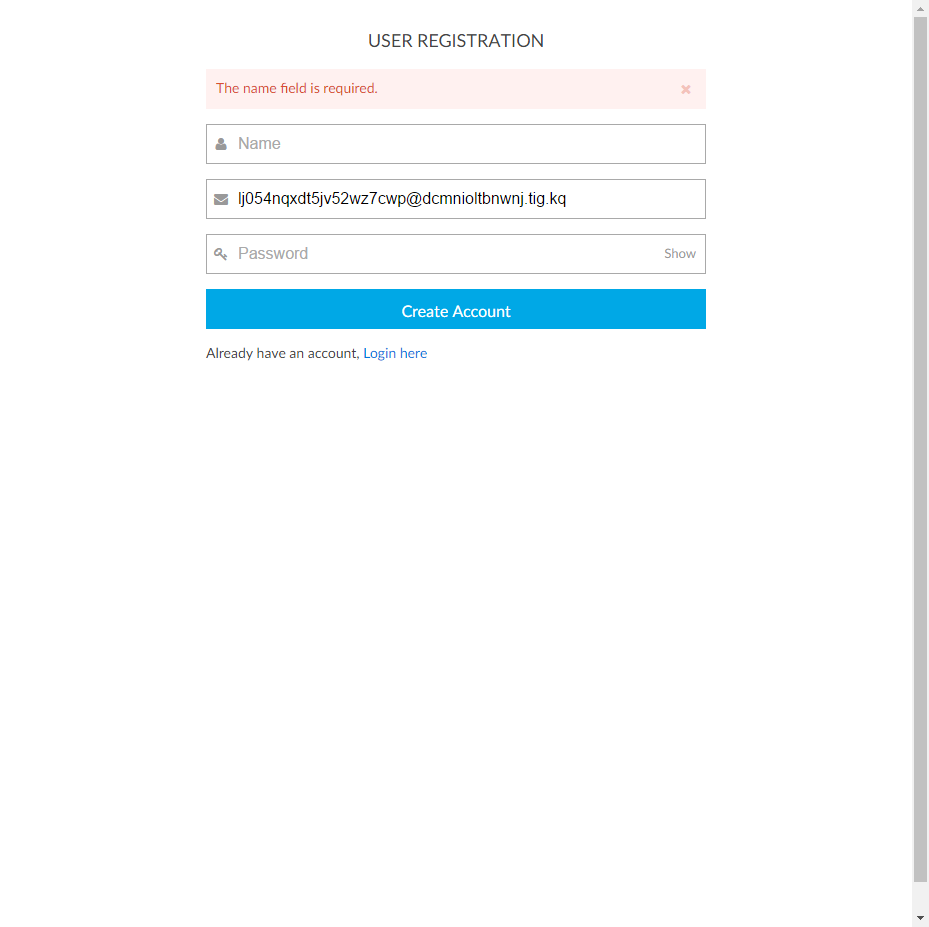 USER REGISTRATION
The name field is required.
Name
lj054nqxdt5jv52wz7cwp@dcmnioltbnwnj.tig.kq
Password Show
Create Account
Already have an account, Login here